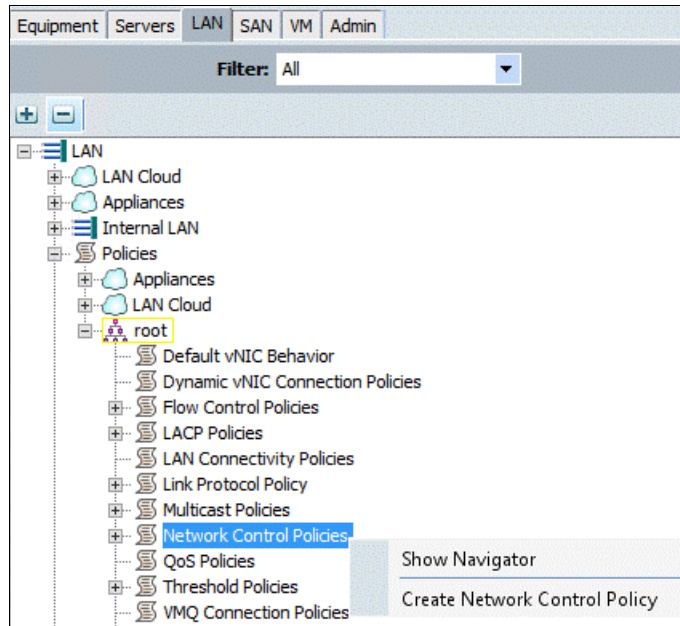 Equipment Servers LAN SAN VM Admin
Filter: All
LAN
LAN Cloud
Appliances
Internal LAN
Policies
Appliances
LAN Cloud
root
Default vNIC Behavior
Dynamic vNIC Connection Policies
Flow Control Policies
LACP Policies
LAN Connectivity Policies
Link Protocol Policy
Multicast Policies
Network Control Policies
QoS Policies
Threshold Policies
VMQ Connection Policies
Show Navigator
Create Network Control Policy